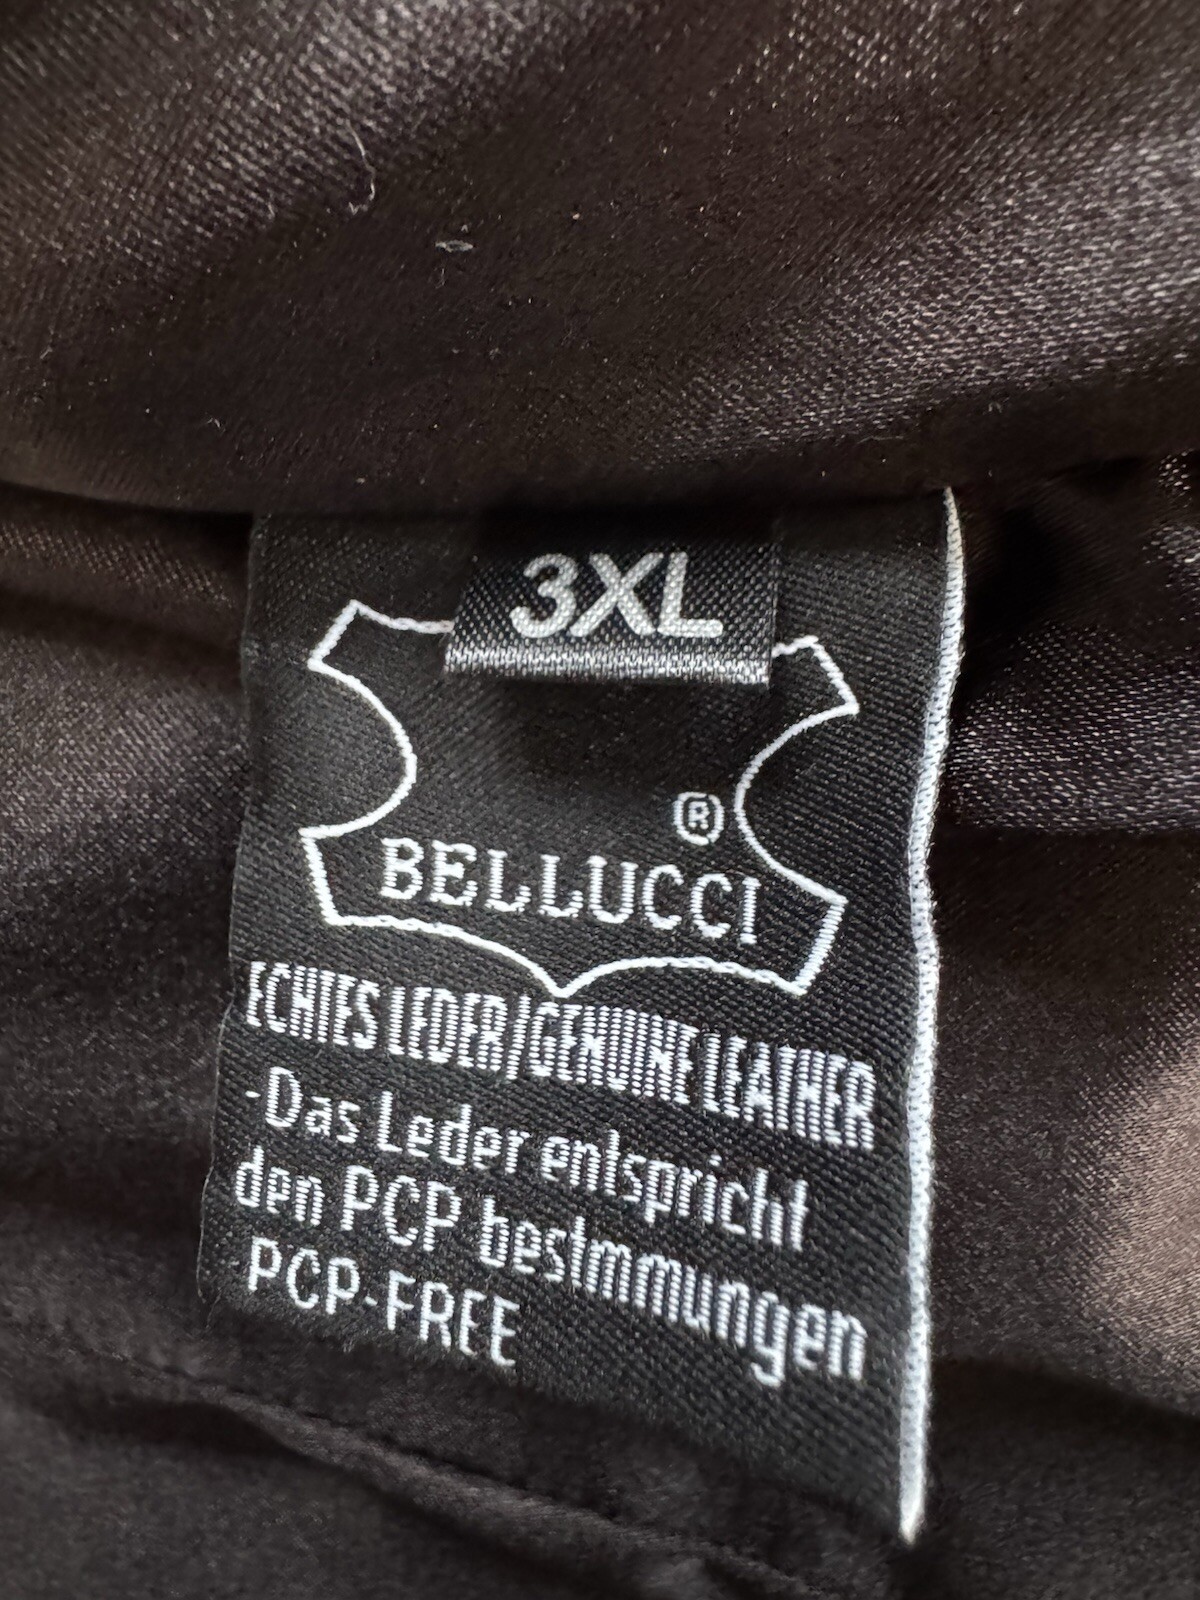 3XL
®
BELLUCCI
ECHTES LEDER/GENUINE LEATHER
-Das Leder entspricht
den PCP bestmmungen
PCP-FREE